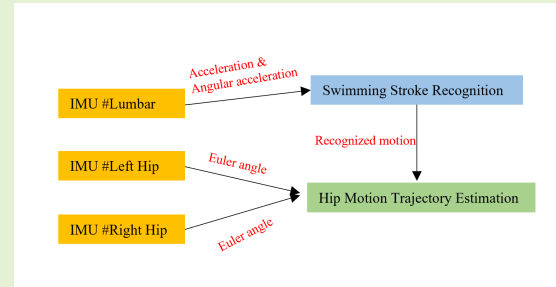 Acceleration &
Angular acceleration
IMU #Lumbar
Swimming Stroke Recognition
Recognized motion
IMU #Left Hip
Euler angle
Hip Motion Trajectory Estimation
IMU #Right Hip
Euler angle